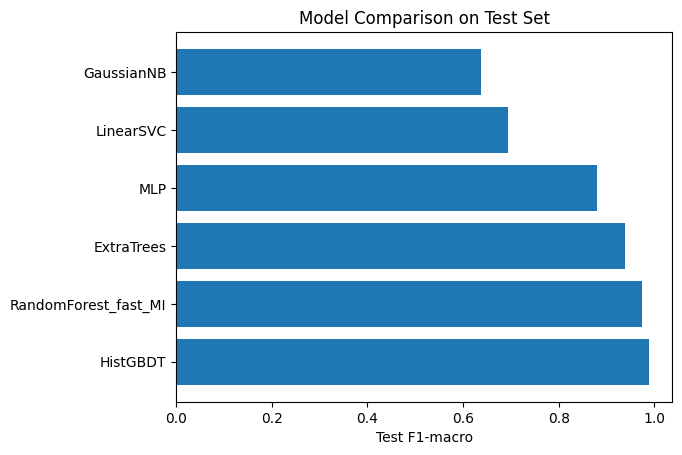 Model Comparison on Test Set
GaussianNB
LinearSVC
MLP
ExtraTrees
RandomForest_fast_MI
HistGBDT
0.0 0.2 0.4 0.6 0.8 1.0
Test F1-macro